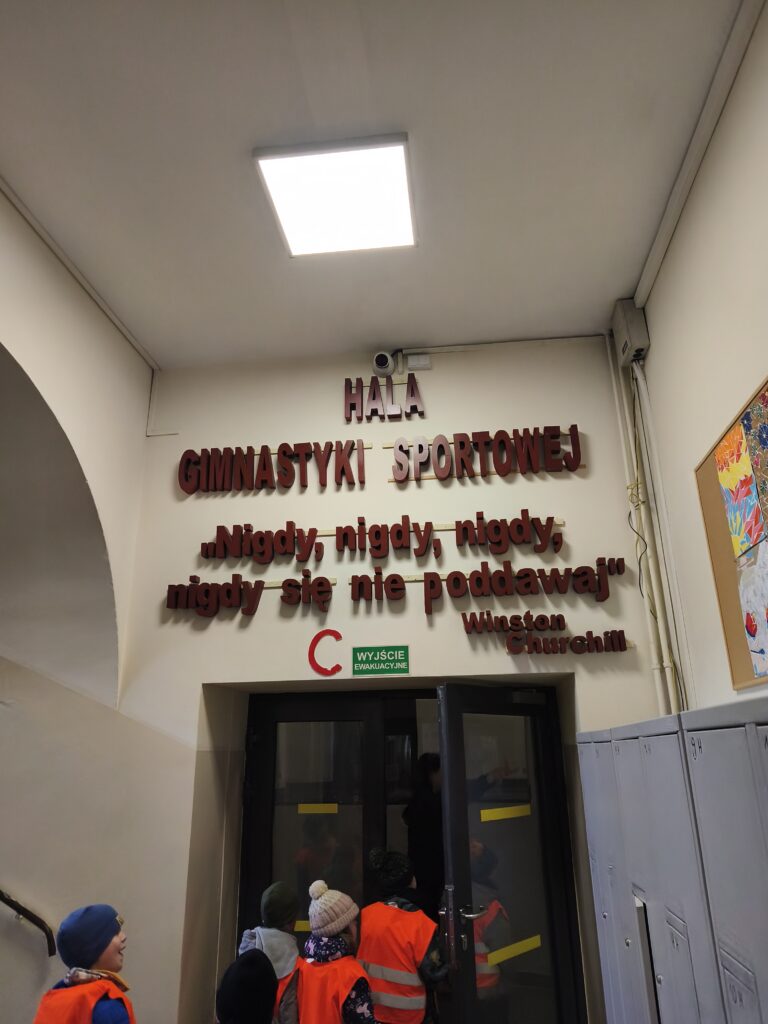 HALA
GIMNASTYKI SPORTOWEJ
„Nigdy, nigdy, nigdy,
nigdy się nie poddawaj"
Winston
Churchill
C
WYJŚCIE
EWAKUACYJNE